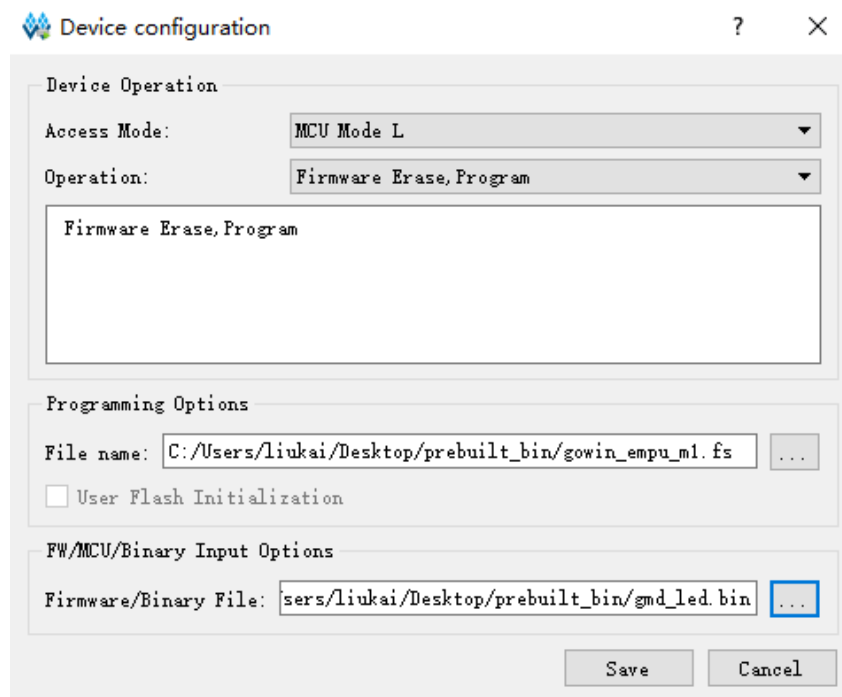 Device configuration ? ×
Device Operation
Access Mode: MCU Mode L
Operation: Firmware Erase,Program
Firmware Erase,Program
Programming Options
File name: C:/Users/liukai/Desktop/prebuilt_bin/gowin_empu_m1.fs ...
User Flash Initialization
FW/MCU/Binary Input Options
Firmware/Binary File: sers/liukai/Desktop/prebuilt_bin/gmd_led.bin ...
Save Cancel